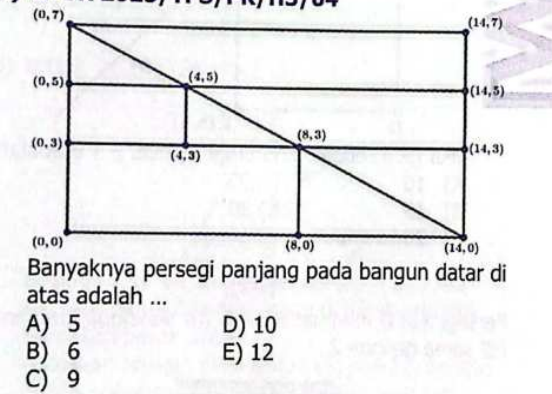 (0, 7)
(14,7)
(0, 5)
(4, 5)
(14,5)
(0, 3)
(4, 3)
(8,3)
(14,3)
(0, 0)
(8,0)
(14,0)
Banyaknya persegi panjang pada bangun datar di
atas adalah ...
A) 5
D) 10
B) 6
E) 12
C) 9